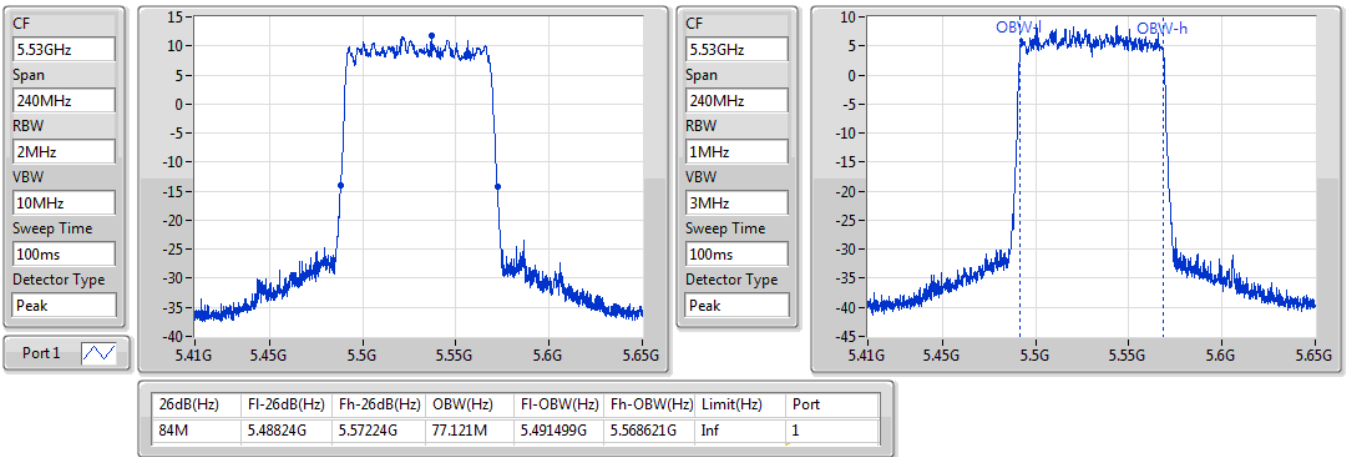 CF
5.53GHz
Span
240MHz
RBW
2MHz
VBW
10MHz
Sweep Time
100ms
Detector Type
Peak
Port 1
15
10
5
0
-5
-10
-15
-20
-25
-30
-35
-40
5.41G 5.45G 5.5G 5.55G 5.6G 5.65G
CF
5.53GHz
Span
240MHz
RBW
1MHz
VBW
3MHz
Sweep Time
100ms
Detector Type
Peak
10
5
0
-5
-10
-15
-20
-25
-30
-35
-40
-45
OBW-l OBW-h
5.41G 5.45G 5.5G 5.55G 5.6G 5.65G
26dB(Hz) Fl-26dB(Hz) Fh-26dB(Hz) OBW(Hz) Fl-OBW(Hz) Fh-OBW(Hz) Limit(Hz) Port
84M 5.48824G 5.57224G 77.121M 5.491499G 5.568621G Inf 1